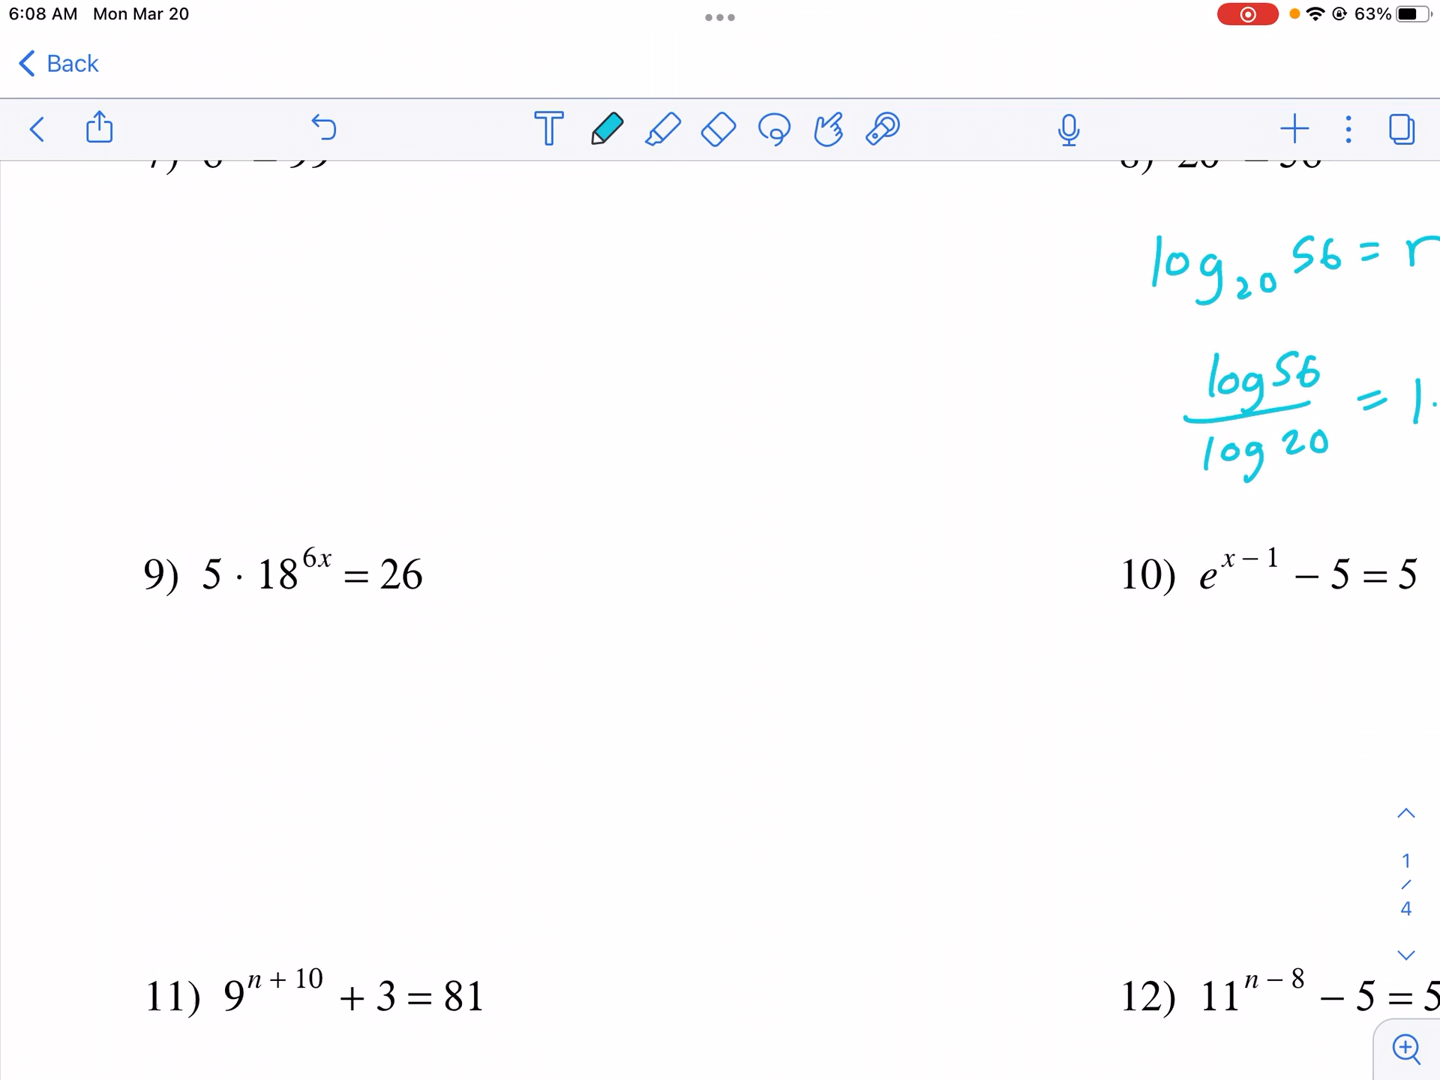 6:08 AM Mon Mar 20
63%
Back
log₂₀ 56 = r
log 56
log 20
= 1.
9) 5 · 18^{6x} = 26
10) e^{x − 1} − 5 = 5
1
/
4
11) 9^{n + 10} + 3 = 81
12) 11^{n − 8} − 5 = 5